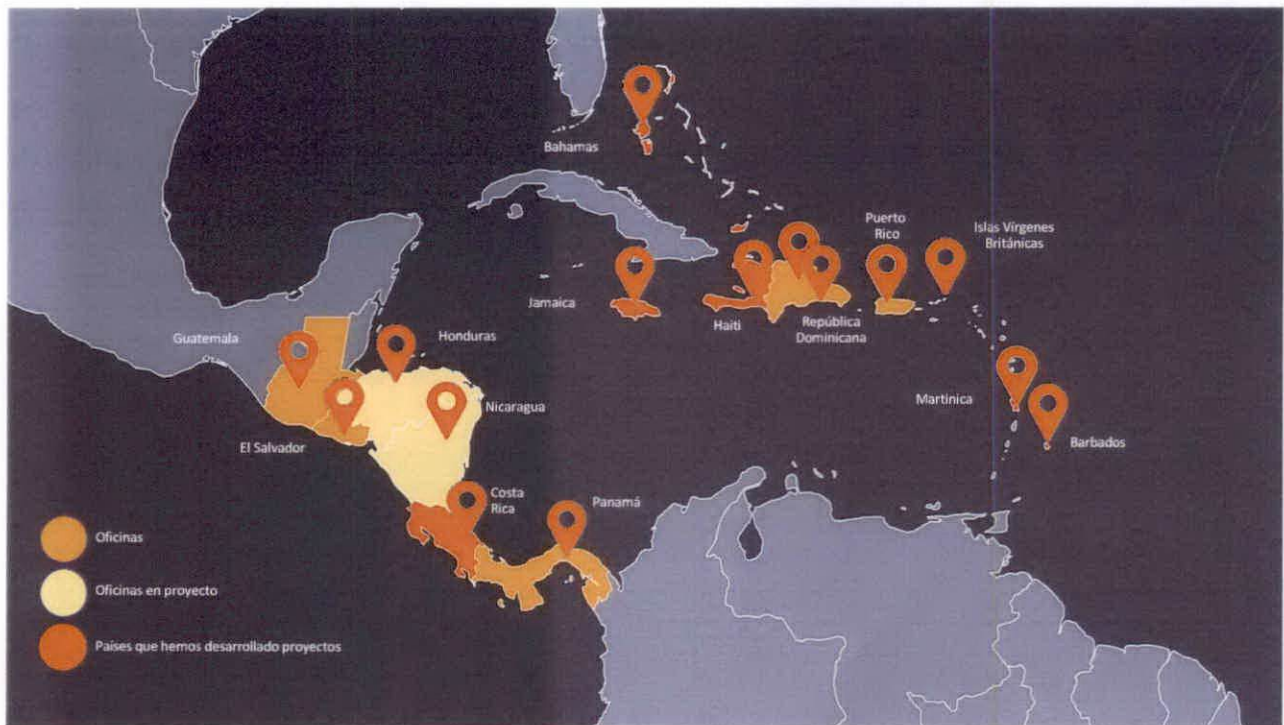 Bahamas
Puerto
Rico
Islas Vírgenes
Británicas
Jamaica
Haiti
República
Dominicana
Guatemala
Honduras
Nicaragua
El Salvador
Martinica
Barbados
Costa
Rica
Panamá
Oficinas
Oficinas en proyecto
Países que hemos desarrollado proyectos